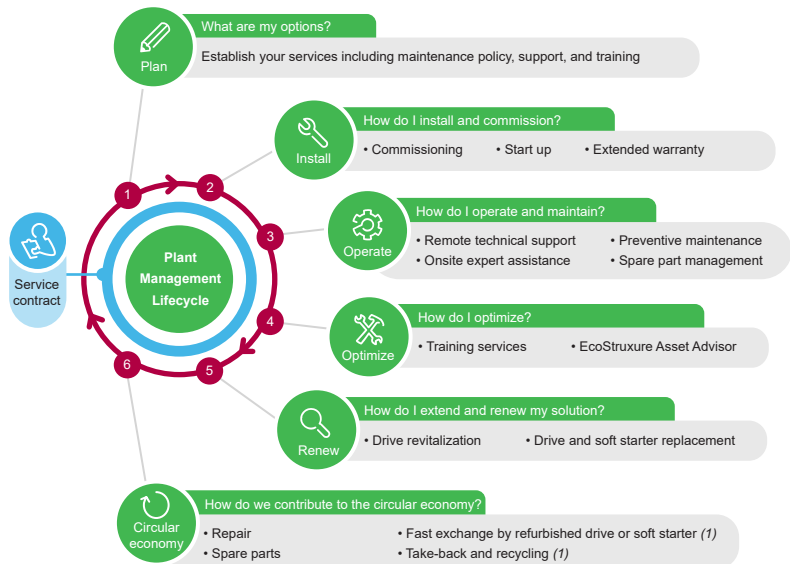 What are my options?
Plan
Establish your services including maintenance policy, support, and training
How do I install and commission?
Install
• Commissioning • Start up • Extended warranty
1
2
3
4
5
6
Plant
Management
Lifecycle
Service
contract
How do I operate and maintain?
Operate
• Remote technical support • Preventive maintenance
• Onsite expert assistance • Spare part management
How do I optimize?
Optimize
• Training services • EcoStruxure Asset Advisor
How do I extend and renew my solution?
Renew
• Drive revitalization • Drive and soft starter replacement
How do we contribute to the circular economy?
Circular
economy
• Repair • Fast exchange by refurbished drive or soft starter (1)
• Spare parts • Take-back and recycling (1)